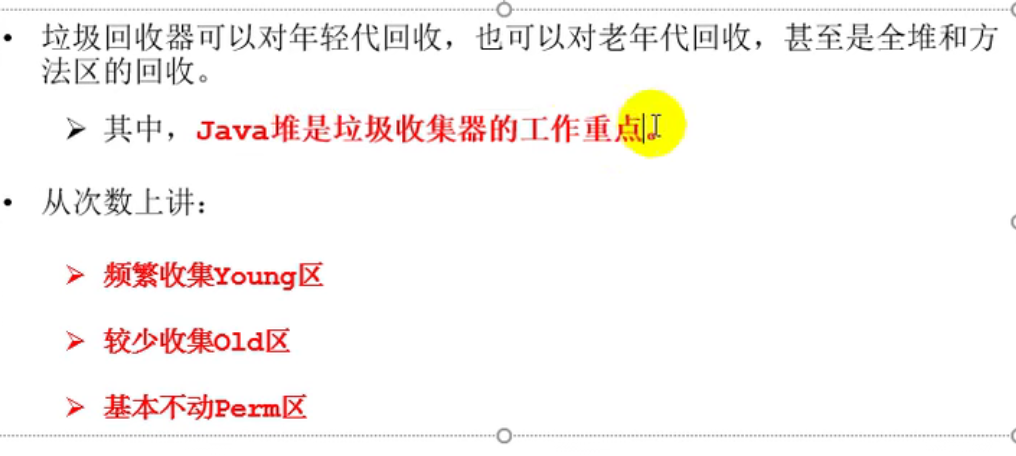 • 垃圾回收器可以对年轻代回收，也可以对老年代回收，甚至是全堆和方
法区的回收。
➢ 其中，Java堆是垃圾收集器的工作重点。
• 从次数上讲：
➢ 频繁收集Young区
➢ 较少收集Old区
➢ 基本不动Perm区